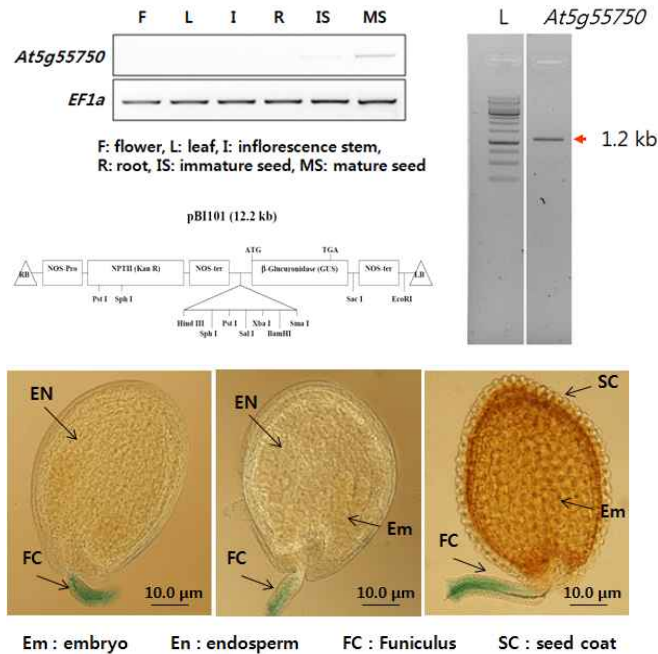 F L I R IS MS
At5g55750
EF1a
F: flower, L: leaf, I: inflorescence stem,
R: root, IS: immature seed, MS: mature seed
L At5g55750
1.2 kb
pBI101 (12.2 kb)
ATG TGA
RB NOS-Pro NPTII (Kan R) NOS-ter β-Glucuronidase (GUS) NOS-ter LB
Pst I Sph I Sac I EcoRI
Hind III Pst I Xba I Sma I
Sph I Sal I BamHI
EN
FC
10.0 μm
EN
Em
FC
10.0 μm
SC
Em
FC
10.0 μm
Em : embryo En : endosperm FC : Funiculus SC : seed coat